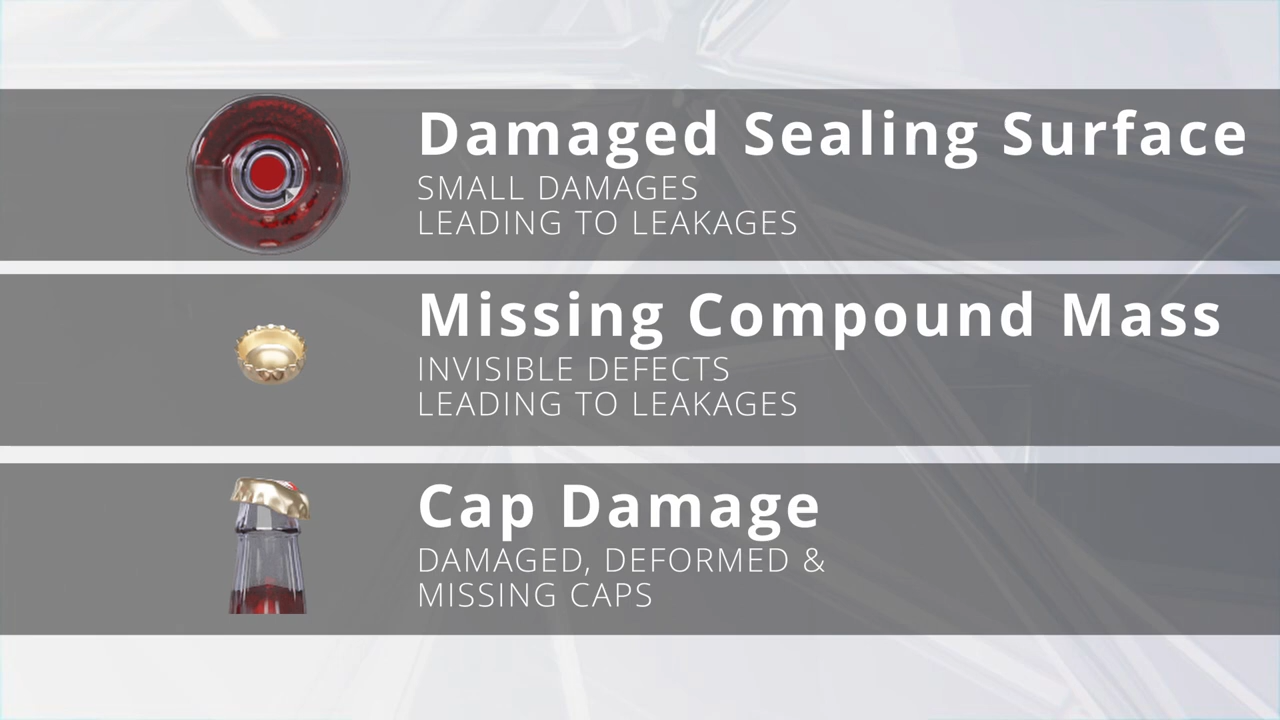 Damaged Sealing Surface
SMALL DAMAGES
LEADING TO LEAKAGES
Missing Compound Mass
INVISIBLE DEFECTS
LEADING TO LEAKAGES
Cap Damage
DAMAGED, DEFORMED &
MISSING CAPS